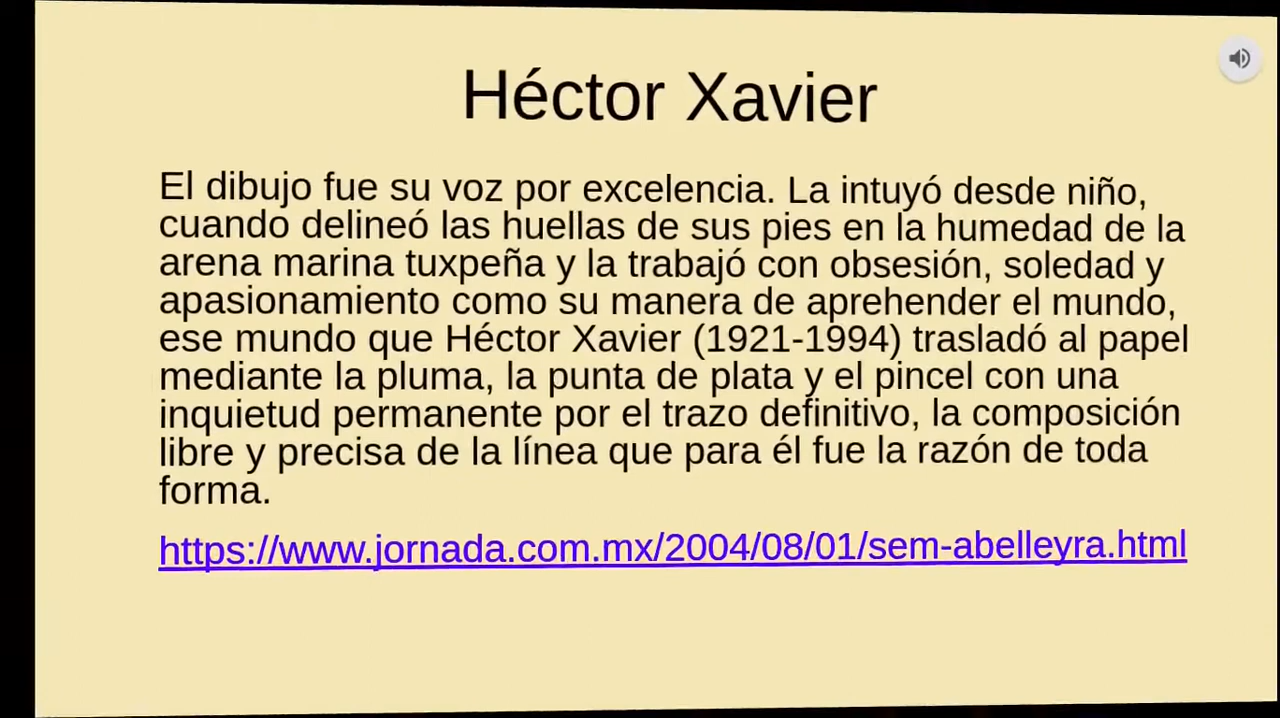 Héctor Xavier
El dibujo fue su voz por excelencia. La intuyó desde niño,
cuando delineó las huellas de sus pies en la humedad de la
arena marina tuxpeña y la trabajó con obsesión, soledad y
apasionamiento como su manera de aprehender el mundo,
ese mundo que Héctor Xavier (1921-1994) trasladó al papel
mediante la pluma, la punta de plata y el pincel con una
inquietud permanente por el trazo definitivo, la composición
libre y precisa de la línea que para él fue la razón de toda
forma.
https://www.jornada.com.mx/2004/08/01/sem-abelleyra.html